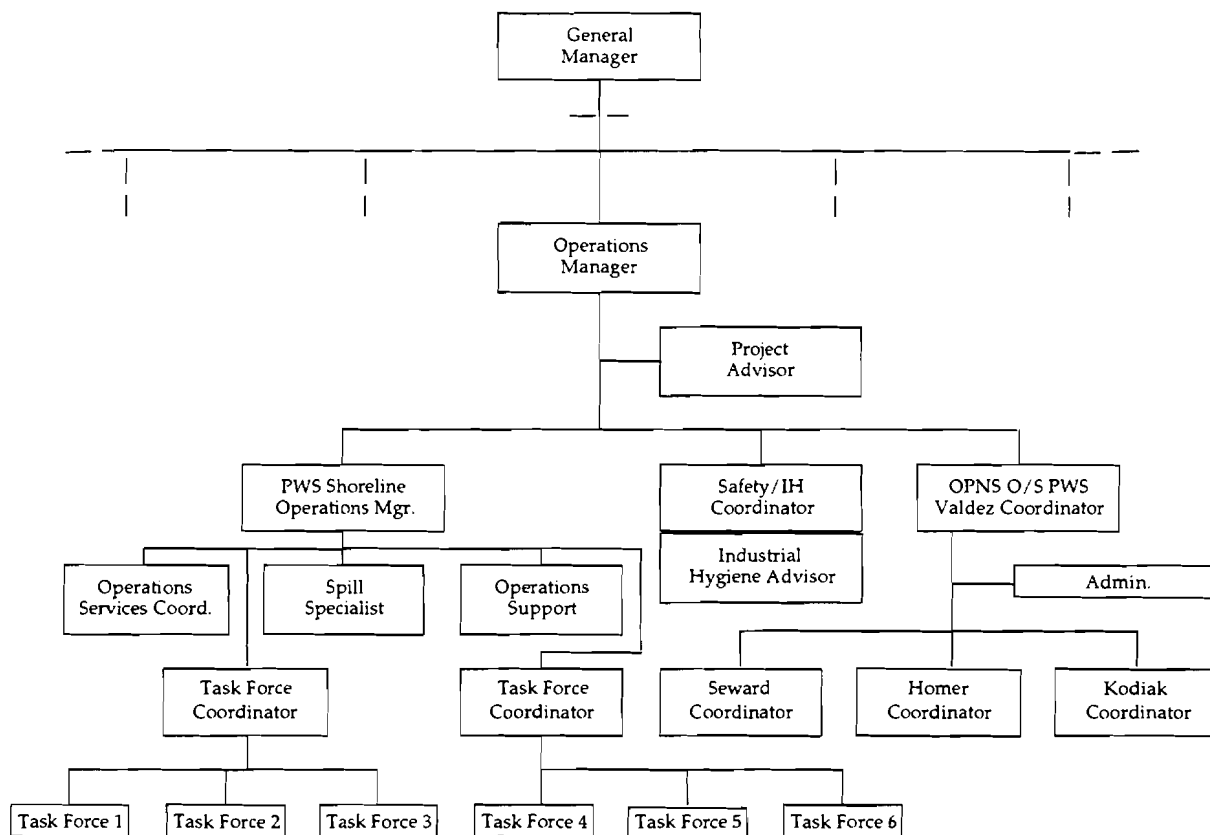 General
Manager
Operations
Manager
Project
Advisor
PWS Shoreline
Operations Mgr.
Safety/IH
Coordinator
OPNS O/S PWS
Valdez Coordinator
Industrial
Hygiene Advisor
Operations
Services Coord.
Spill
Specialist
Operations
Support
Admin.
Task Force
Coordinator
Task Force
Coordinator
Seward
Coordinator
Homer
Coordinator
Kodiak
Coordinator
Task Force 1
Task Force 2
Task Force 3
Task Force 4
Task Force 5
Task Force 6